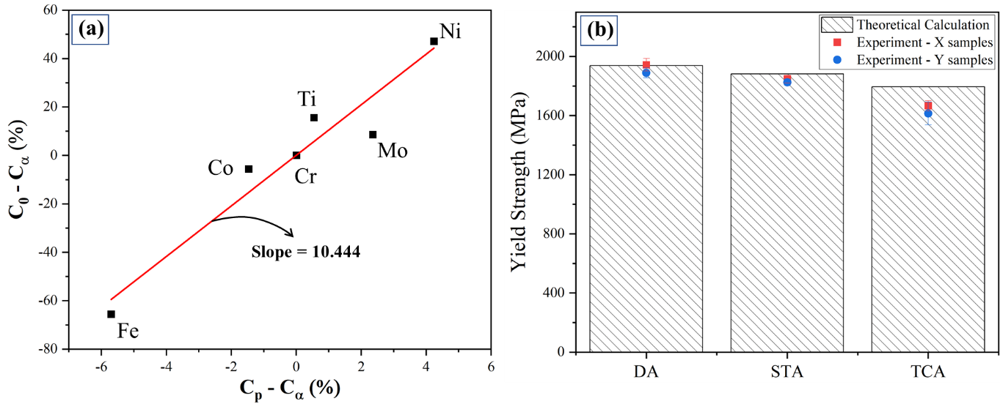 (a)
60
40
20
0
-20
-40
-60
-80
C₀ - Cα (%)
Ni
Ti
Mo
Co
Cr
Slope = 10.444
Fe
-6
-4
-2
0
2
4
6
Cₚ - Cα (%)
(b)
Theoretical Calculation
Experiment - X samples
Experiment - Y samples
2000
1600
1200
800
400
0
Yield Strength (MPa)
DA
STA
TCA